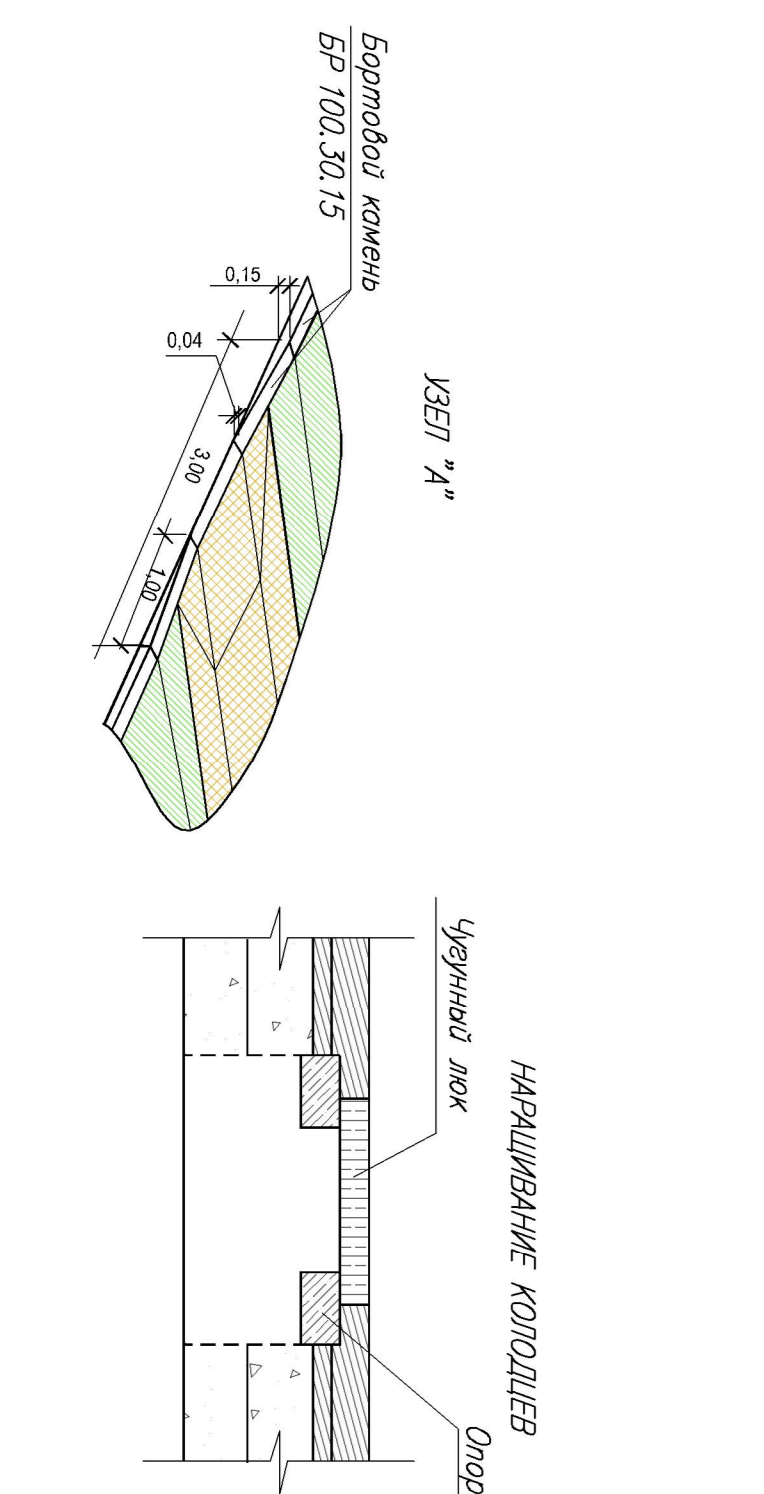 УЗЕЛ "А"
Бортовой камень
БР 100.30.15
0,15
0,04
3,00
1,00
НАРАЩИВАНИЕ КОЛОДЦЕВ
Чугунный люк
Опор